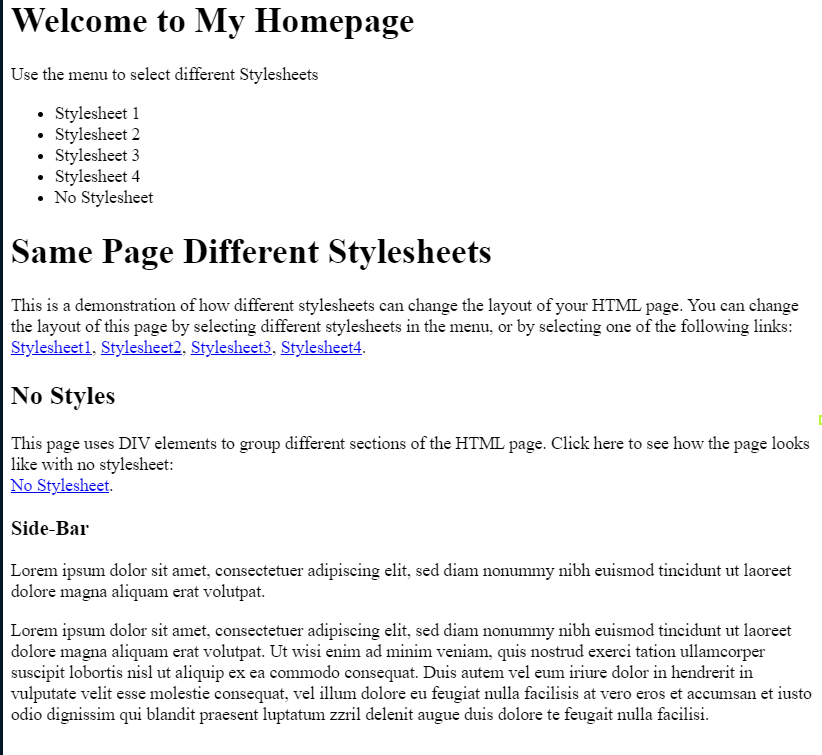 Welcome to My Homepage
Use the menu to select different Stylesheets
Stylesheet 1
Stylesheet 2
Stylesheet 3
Stylesheet 4
No Stylesheet
Same Page Different Stylesheets
This is a demonstration of how different stylesheets can change the layout of your HTML page. You can change
the layout of this page by selecting different stylesheets in the menu, or by selecting one of the following links:
Stylesheet1, Stylesheet2, Stylesheet3, Stylesheet4.
No Styles
This page uses DIV elements to group different sections of the HTML page. Click here to see how the page looks
like with no stylesheet:
No Stylesheet.
Side-Bar
Lorem ipsum dolor sit amet, consectetuer adipiscing elit, sed diam nonummy nibh euismod tincidunt ut laoreet
dolore magna aliquam erat volutpat.
Lorem ipsum dolor sit amet, consectetuer adipiscing elit, sed diam nonummy nibh euismod tincidunt ut laoreet
dolore magna aliquam erat volutpat. Ut wisi enim ad minim veniam, quis nostrud exerci tation ullamcorper
suscipit lobortis nisl ut aliquip ex ea commodo consequat. Duis autem vel eum iriure dolor in hendrerit in
vulputate velit esse molestie consequat, vel illum dolore eu feugiat nulla facilisis at vero eros et accumsan et iusto
odio dignissim qui blandit praesent luptatum zzril delenit augue duis dolore te feugait nulla facilisi.